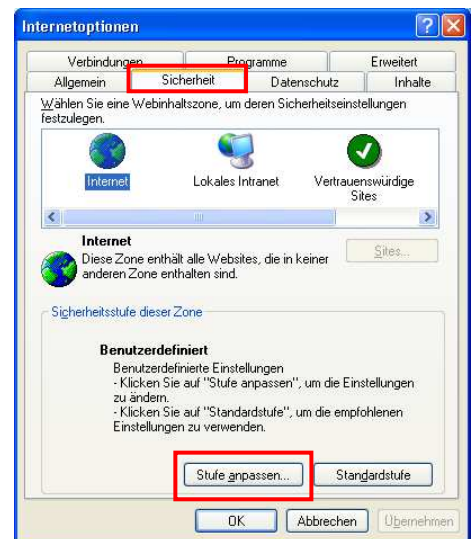 Internetoptionen
Verbindungen Programme Erweitert
Allgemein Sicherheit Datenschutz Inhalte
Wählen Sie eine Webinhaltszone, um deren Sicherheitseinstellungen
festzulegen.
Internet Lokales Intranet Vertrauenswürdige
Sites
Internet
Diese Zone enthält alle Websites, die in keiner
anderen Zone enthalten sind.
Sites...
Sicherheitsstufe dieser Zone
Benutzerdefiniert
Benutzerdefinierte Einstellungen
- Klicken Sie auf "Stufe anpassen", um die Einstellungen
zu ändern.
- Klicken Sie auf "Standardstufe", um die empfohlenen
Einstellungen zu verwenden.
Stufe anpassen... Standardstufe
OK Abbrechen Übernehmen